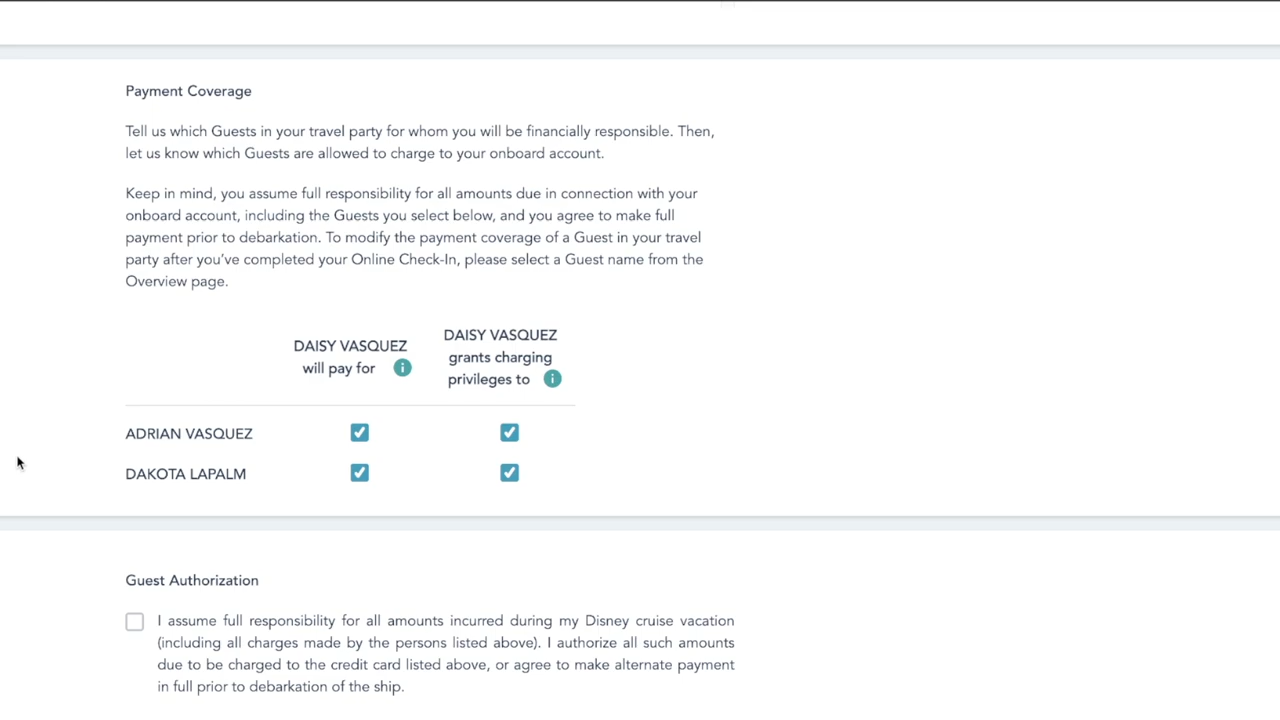 Payment Coverage
Tell us which Guests in your travel party for whom you will be financially responsible. Then,
let us know which Guests are allowed to charge to your onboard account.
Keep in mind, you assume full responsibility for all amounts due in connection with your
onboard account, including the Guests you select below, and you agree to make full
payment prior to debarkation. To modify the payment coverage of a Guest in your travel
party after you've completed your Online Check-In, please select a Guest name from the
Overview page.
DAISY VASQUEZ
will pay for
DAISY VASQUEZ
grants charging
privileges to
ADRIAN VASQUEZ
DAKOTA LAPALM
Guest Authorization
I assume full responsibility for all amounts incurred during my Disney cruise vacation
(including all charges made by the persons listed above). I authorize all such amounts
due to be charged to the credit card listed above, or agree to make alternate payment
in full prior to debarkation of the ship.